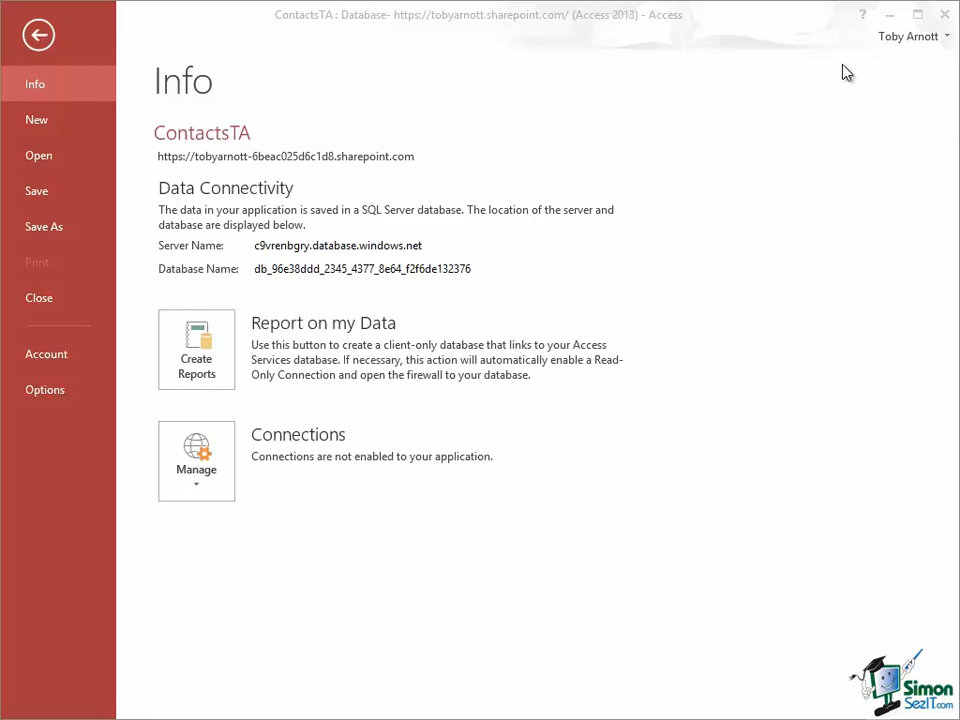 ContactsTA : Database- https://tobyarnott.sharepoint.com/ (Access 2013) - Access
?
Toby Arnott
Info
New
Open
Save
Save As
Print
Close
Account
Options
Info
ContactsTA
https://tobyarnott-6beac025d6c1d8.sharepoint.com
Data Connectivity
The data in your application is saved in a SQL Server database. The location of the server and
database are displayed below.
Server Name: c9vrenbgry.database.windows.net
Database Name: db_96e38ddd_2345_4377_8e64_f2f6de132376
Create
Reports
Report on my Data
Use this button to create a client-only database that links to your Access
Services database. If necessary, this action will automatically enable a Read-
Only Connection and open the firewall to your database.
Manage
Connections
Connections are not enabled to your application.
Simon
SezIT.com